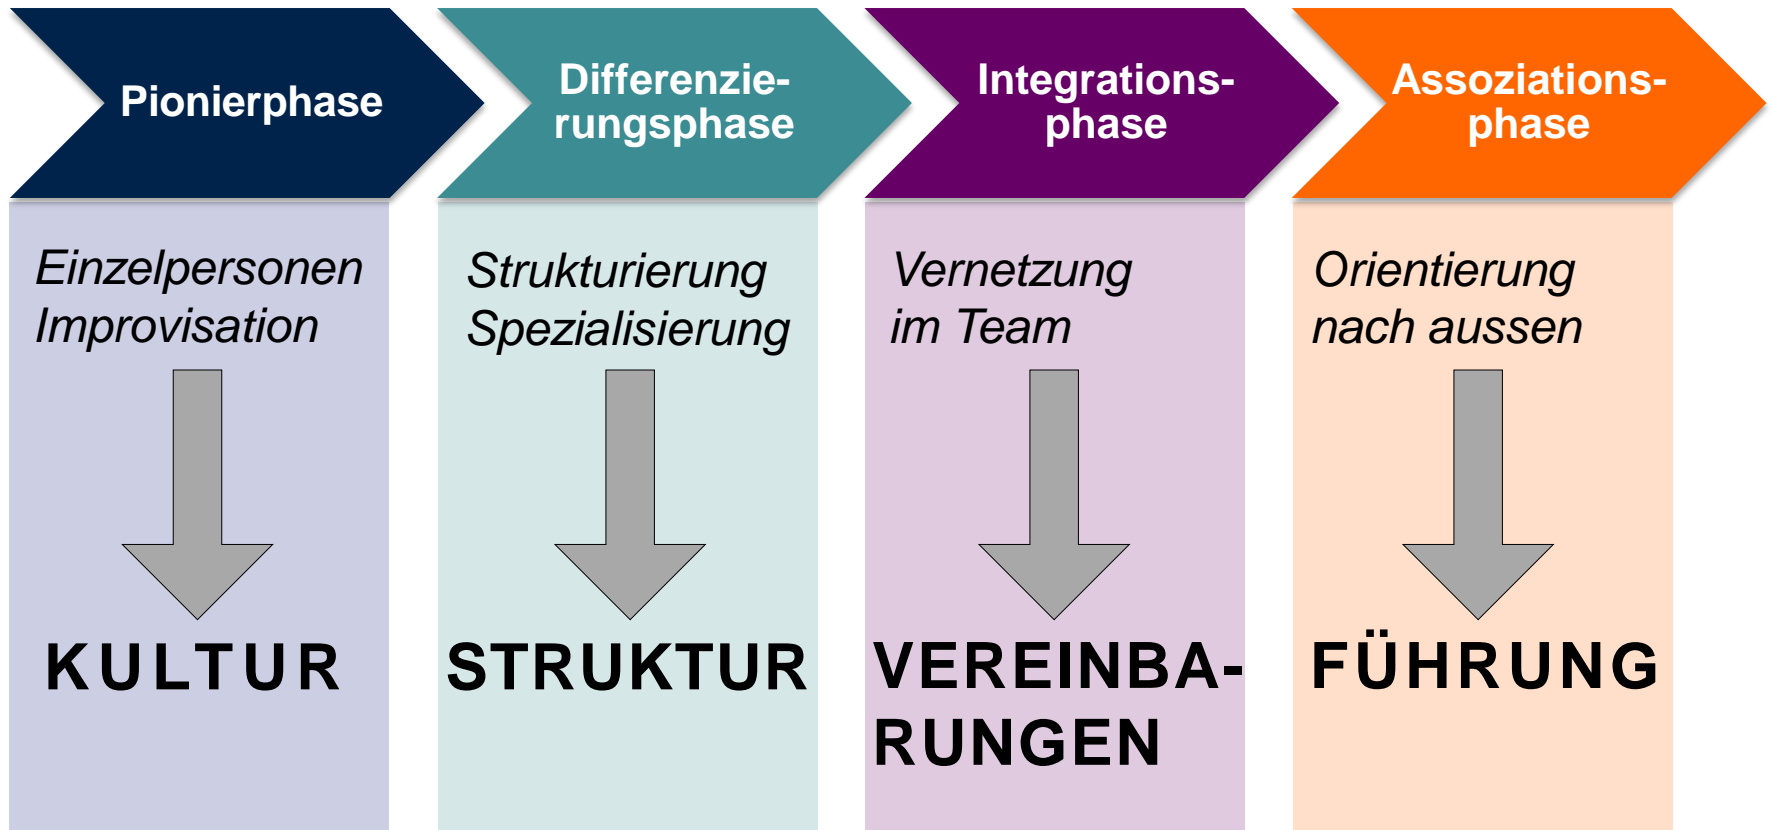 Pionierphase
Differenzie-
rungsphase
Integrations-
phase
Assoziations-
phase
Einzelpersonen
Improvisation
Strukturierung
Spezialisierung
Vernetzung
im Team
Orientierung
nach aussen
KULTUR
STRUKTUR
VEREINBA-
RUNGEN
FÜHRUNG